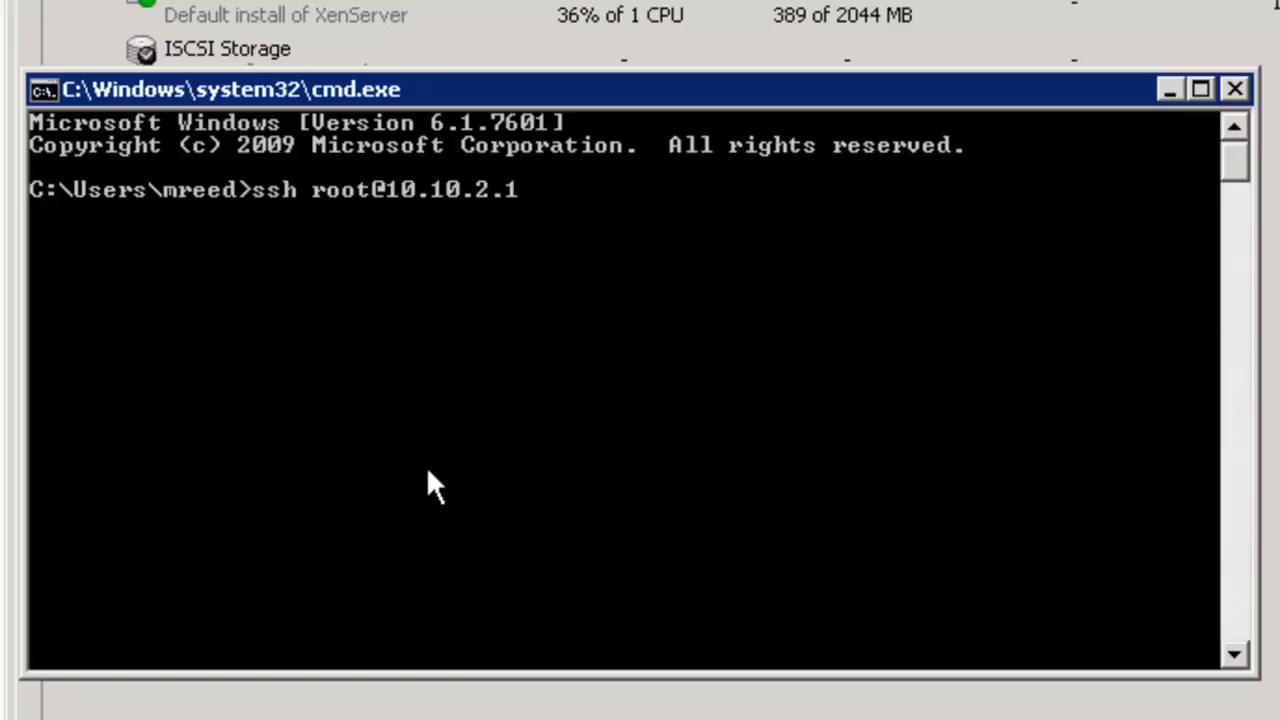 Default install of XenServer 36% of 1 CPU 389 of 2044 MB -
ISCSI Storage - - -
C:\Windows\system32\cmd.exe
Microsoft Windows [Version 6.1.7601]
Copyright (c) 2009 Microsoft Corporation.  All rights reserved.
C:\Users\mreed>ssh root@10.10.2.1